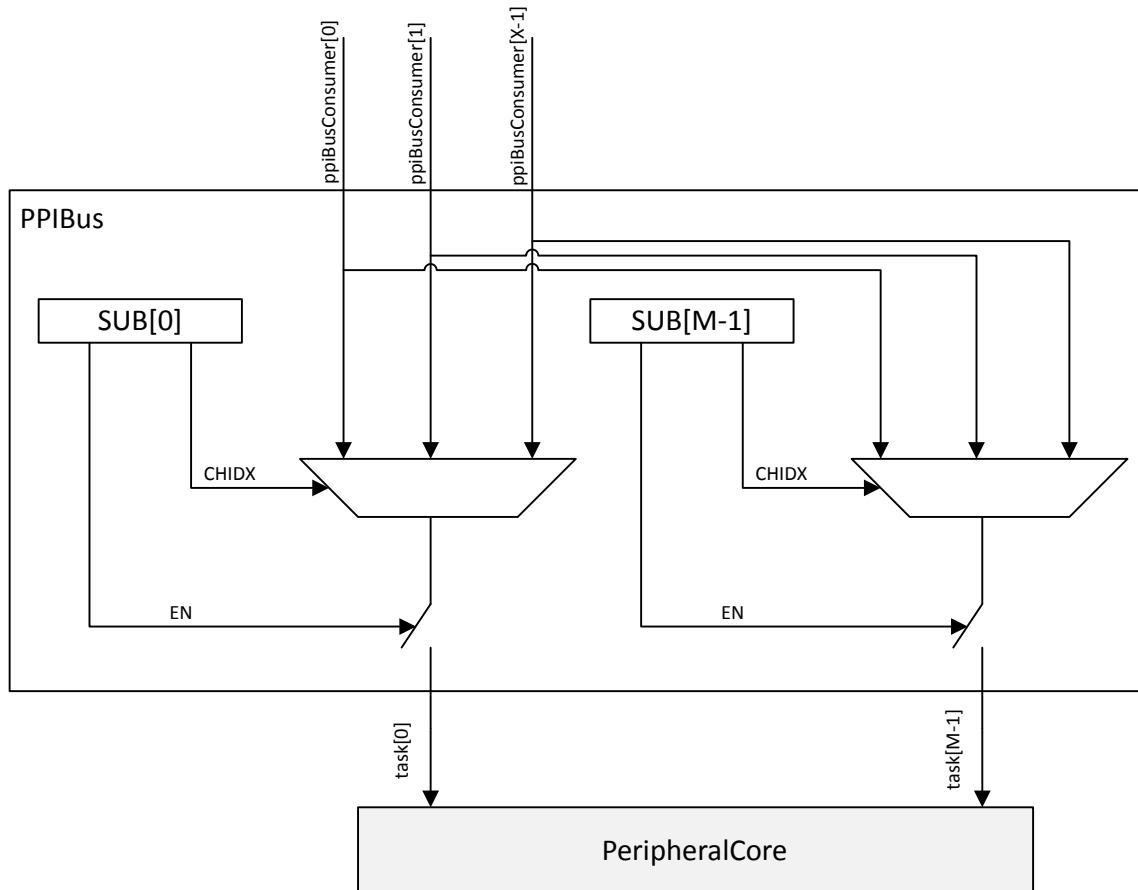 ppiBusConsumer[0]
ppiBusConsumer[1]
ppiBusConsumer[X-1]
PPIBus
SUB[0]
SUB[M-1]
CHIDX
CHIDX
EN
EN
task[0]
task[M-1]
PeripheralCore